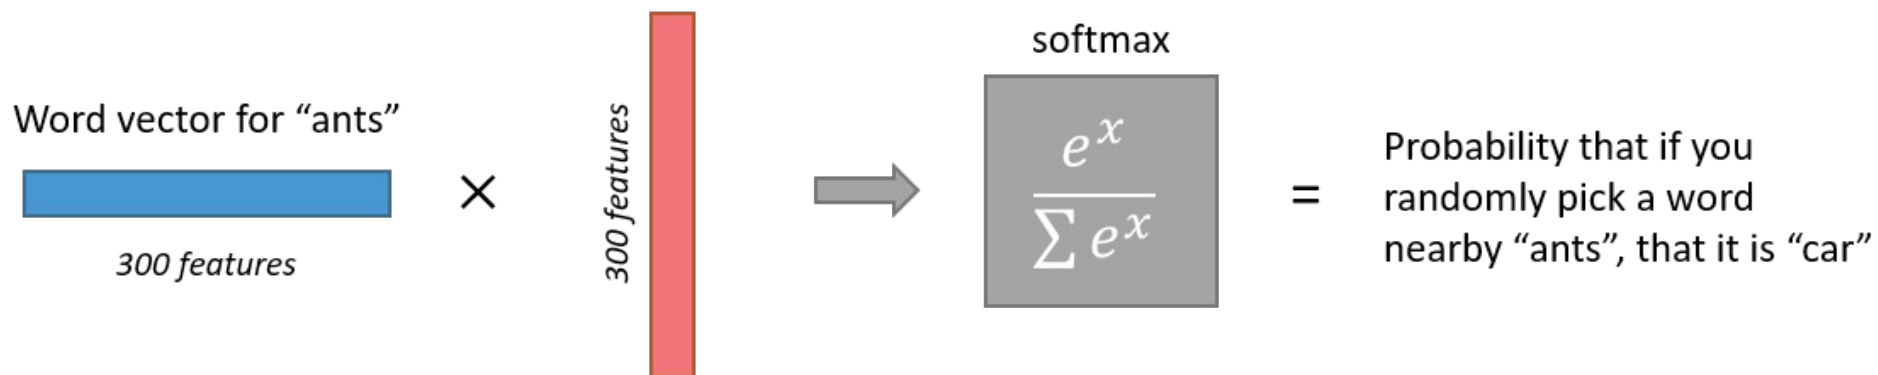 Word vector for “ants”
300 features
×
300 features
softmax
e^x
∑ e^x
=
Probability that if you
randomly pick a word
nearby “ants”, that it is “car”